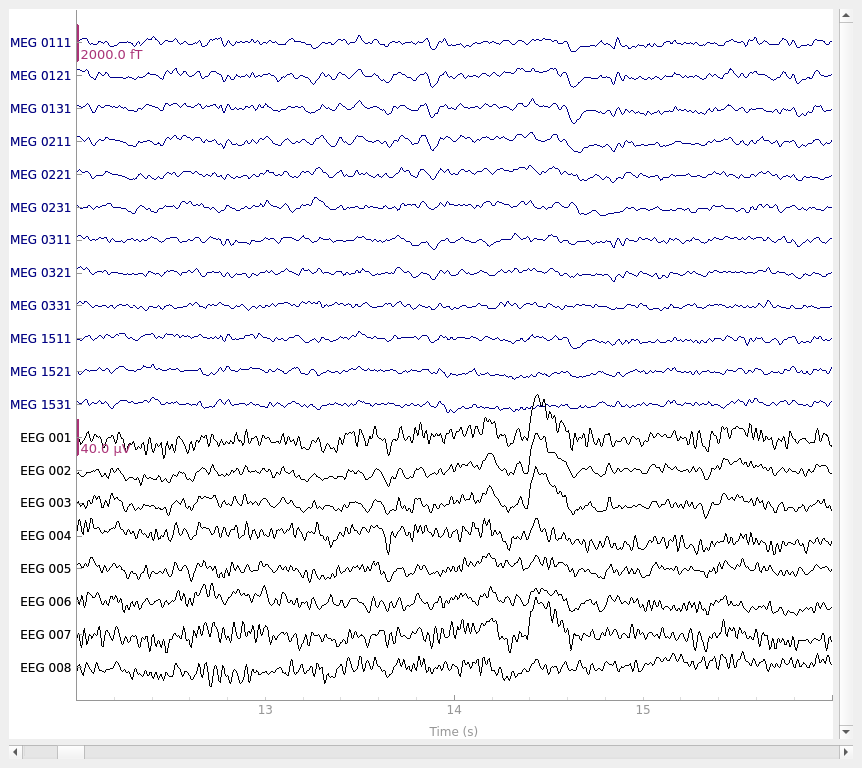 MEG 0111
2000.0 fT
MEG 0121
MEG 0131
MEG 0211
MEG 0221
MEG 0231
MEG 0311
MEG 0321
MEG 0331
MEG 1511
MEG 1521
MEG 1531
EEG 001
40.0 µV
EEG 002
EEG 003
EEG 004
EEG 005
EEG 006
EEG 007
EEG 008
13 14 15
Time (s)